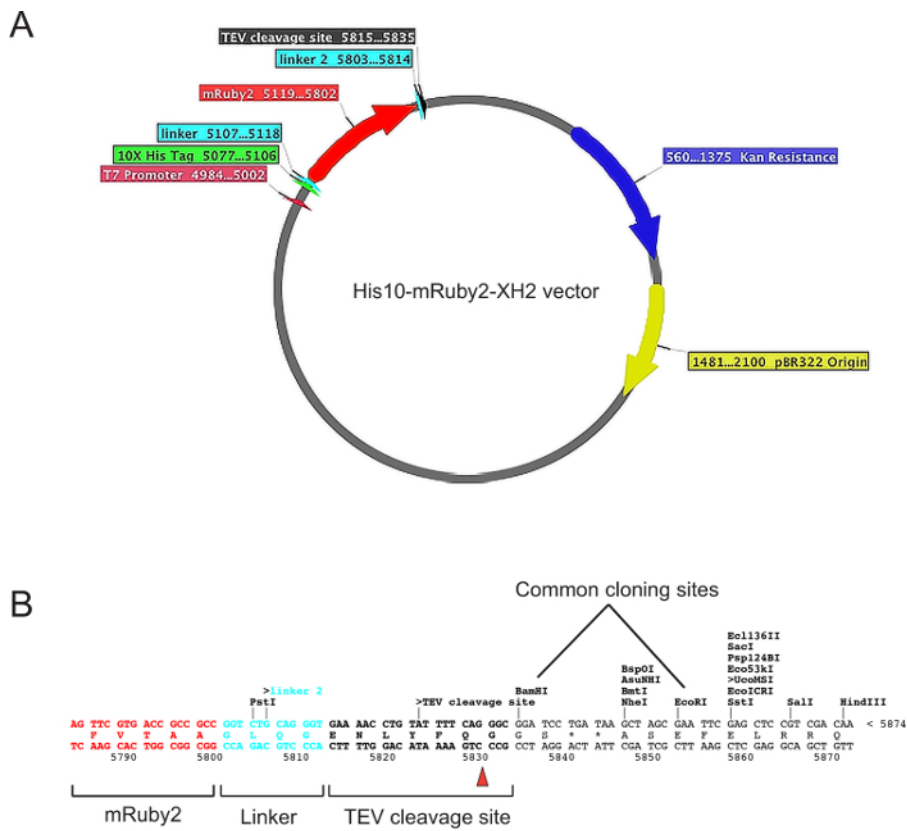 A
TEV cleavage site 5815...5835
linker 2 5803...5814
mRuby2 5119...5802
linker 5107...5118
10X His Tag 5077...5106
T7 Promoter 4984...5002
560...1375 Kan Resistance
His10-mRuby2-XH2 vector
1481...2100 pBR322 Origin
B
Common cloning sites
Ecl136II
SacI
Psp124BI
Eco53kI
>UcoMSI
EcoICRI
SstI
BspOI
AsuNHI
BmtI
NheI
>linker 2
PstI
>TEV cleavage site
BamHI
EcoRI
SalI
HindIII
AG TTC GTG ACC GCC GCC GGT CTG CAG GGT GAA AAC CTG TAT TTT CAG GGC GGA TCC TGA TAA GCT AGC GAA TTC GAG CTC CGT CGA CAA < 5874
F V T A A G L Q G E N L Y F Q G G S * * A S E F E L R R Q
TC AAG CAC TGG CGG CGG CCA GAC GTC CCA CTT TTG GAC ATA AAA GTC CCG CCT AGG ACT ATT CGA TCG CTT AAG CTC GAG GCA GCT GTT
5790 5800 5810 5820 5830 5840 5850 5860 5870
mRuby2 Linker TEV cleavage site